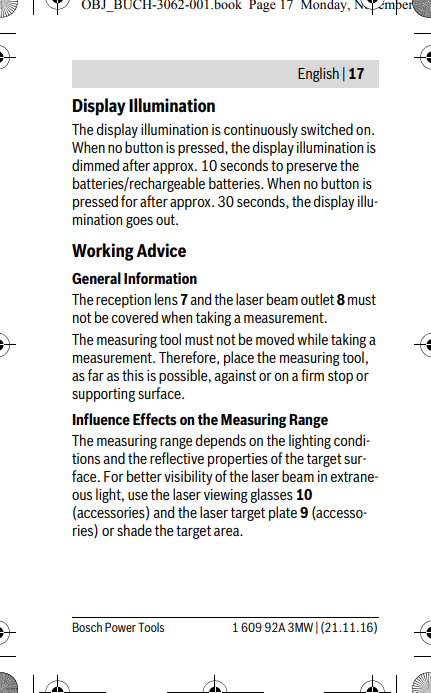 OBJ_BUCH-3062-001.book Page 17 Monday, November
English | 17
Display Illumination
The display illumination is continuously switched on.
When no button is pressed, the display illumination is
dimmed after approx. 10 seconds to preserve the
batteries/rechargeable batteries. When no button is
pressed for after approx. 30 seconds, the display illu-
mination goes out.
Working Advice
General Information
The reception lens 7 and the laser beam outlet 8 must
not be covered when taking a measurement.
The measuring tool must not be moved while taking a
measurement. Therefore, place the measuring tool,
as far as this is possible, against or on a firm stop or
supporting surface.
Influence Effects on the Measuring Range
The measuring range depends on the lighting condi-
tions and the reflective properties of the target sur-
face. For better visibility of the laser beam in extrane-
ous light, use the laser viewing glasses 10
(accessories) and the laser target plate 9 (accesso-
ries) or shade the target area.
Bosch Power Tools 1 609 92A 3MW | (21.11.16)